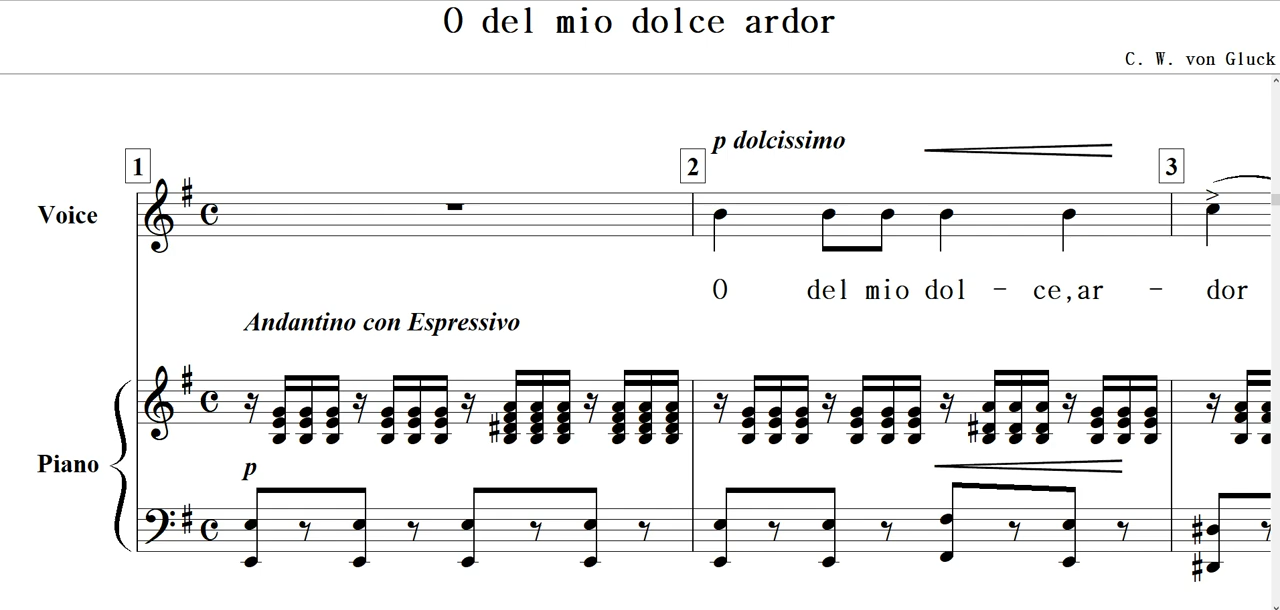 O del mio dolce ardor
C. W. von Gluck
p dolcissimo
1
2
3
Voice
O del mio dol - ce,ar - dor
Andantino con Espressivo
Piano
p